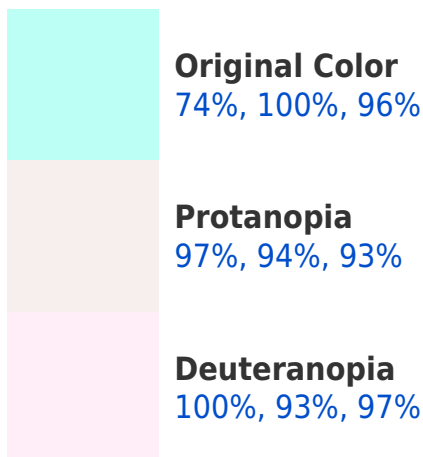 Original Color
74%, 100%, 96%
Protanopia
97%, 94%, 93%
Deuteranopia
100%, 93%, 97%